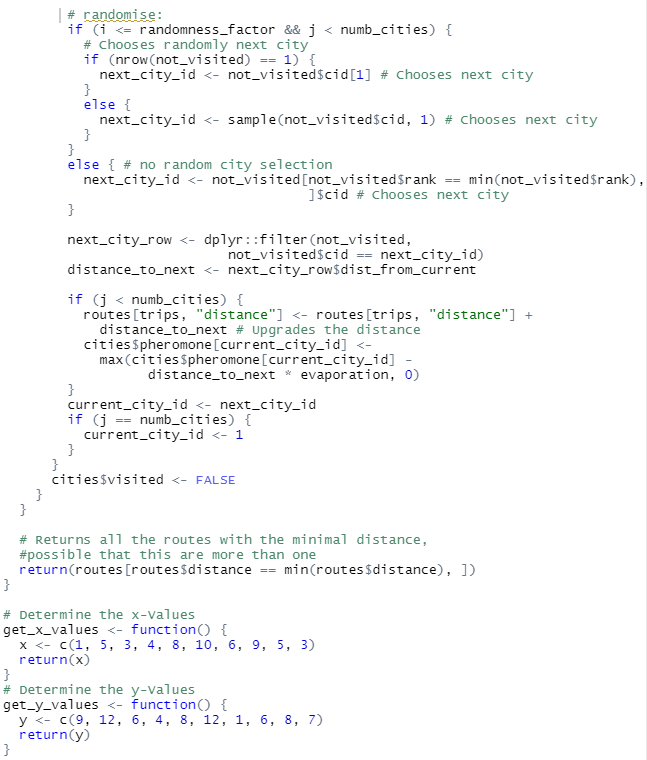 # randomise:
if (i <= randomness_factor && j < numb_cities) {
# Chooses randomly next city
if (nrow(not_visited) == 1) {
next_city_id <- not_visited$cid[1] # Chooses next city
}
else {
next_city_id <- sample(not_visited$cid, 1) # Chooses next city
}
}
else { # no random city selection
next_city_id <- not_visited[not_visited$rank == min(not_visited$rank),
]$cid # Chooses next city
}
next_city_row <- dplyr::filter(not_visited,
not_visited$cid == next_city_id)
distance_to_next <- next_city_row$dist_from_current
if (j < numb_cities) {
routes[trips, "distance"] <- routes[trips, "distance"] +
distance_to_next # Upgrades the distance
cities$pheromone[current_city_id] <-
max(cities$pheromone[current_city_id] -
distance_to_next * evaporation, 0)
}
current_city_id <- next_city_id
if (j == numb_cities) {
current_city_id <- 1
}
}
cities$visited <- FALSE
}
}
# Returns all the routes with the minimal distance,
#possible that this are more than one
return(routes[routes$distance == min(routes$distance), ])
}
# Determine the x-Values
get_x_values <- function() {
x <- c(1, 5, 3, 4, 8, 10, 6, 9, 5, 3)
return(x)
}
# Determine the y-Values
get_y_values <- function() {
y <- c(9, 12, 6, 4, 8, 12, 1, 6, 8, 7)
return(y)
}